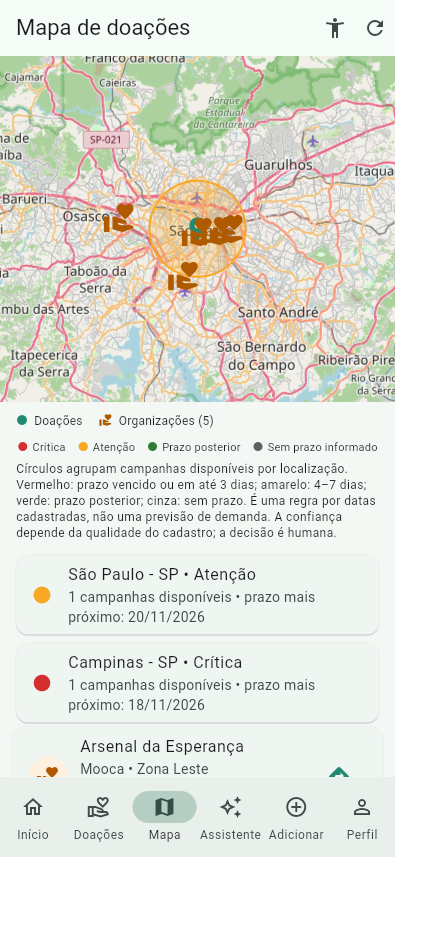 Mapa de doações
Franco da Rocha
Cajamar
Caieiras
Parque
Estadual
da Cantareira
SP-021
Guarulhos
Itaqua
Barueri
Osasco
Taboão da
Serra
mbu das Artes
Santo André
São Bernardo
do Campo
Ribeirão Pire
Itapecerica
da Serra
Rio Grand
da Serra
Doações
Organizações (5)
Crítica
Atenção
Prazo posterior
Sem prazo informado
Círculos agrupam campanhas disponíveis por localização.
Vermelho: prazo vencido ou em até 3 dias; amarelo: 4–7 dias;
verde: prazo posterior; cinza: sem prazo. É uma regra por datas
cadastradas, não uma previsão de demanda. A confiança
depende da qualidade do cadastro; a decisão é humana.
São Paulo - SP • Atenção
1 campanhas disponíveis • prazo mais
próximo: 20/11/2026
Campinas - SP • Crítica
1 campanhas disponíveis • prazo mais
próximo: 18/11/2026
Arsenal da Esperança
Mooca • Zona Leste
Início
Doações
Mapa
Assistente
Adicionar
Perfil